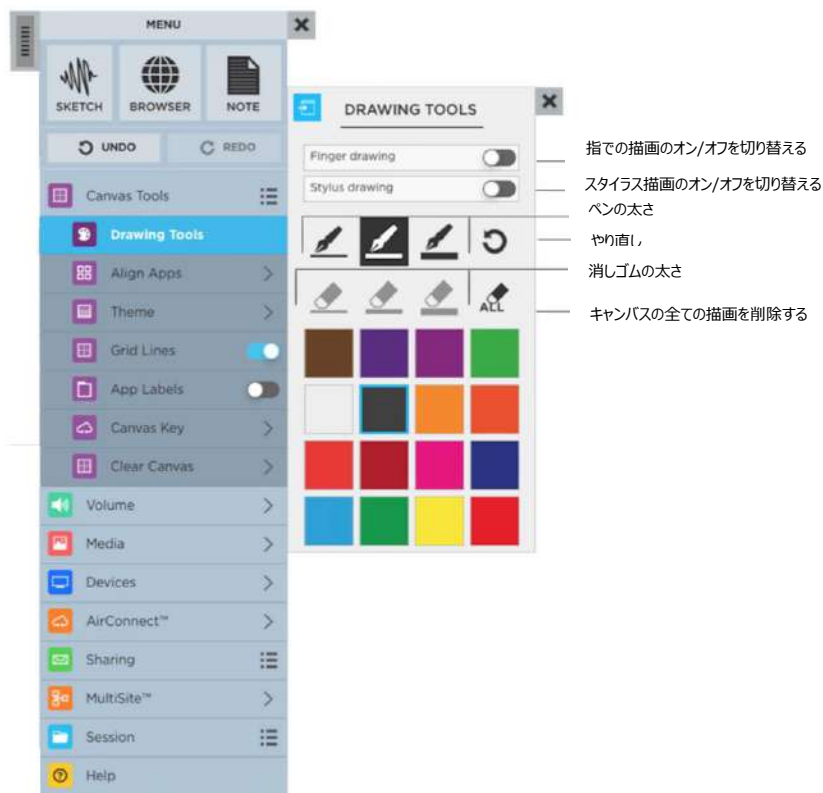 MENU
SKETCH
BROWSER
NOTE
UNDO
REDO
Canvas Tools
Drawing Tools
Align Apps
Theme
Grid Lines
App Labels
Canvas Key
Clear Canvas
Volume
Media
Devices
AirConnect™
Sharing
MultiSite™
Session
Help
DRAWING TOOLS
Finger drawing
Stylus drawing
ALL
指での描画のオン/オフを切り替える
スタイラス描画のオン/オフを切り替える
ペンの太さ
やり直し
消しゴムの太さ
キャンバスの全ての描画を削除する